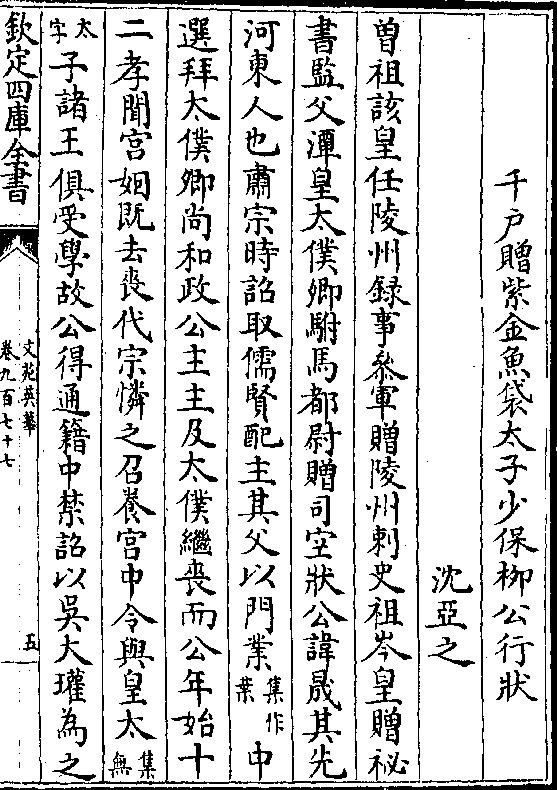 千戶贈紫金魚袋太子少保柳公行狀
沈亞之
曽祖該皇任陵州録事叅軍贈陵州刺史祖岑皇贈祕
書監父潭皇太僕卿駙馬都尉贈司空狀公諱晟其先
河東人也肅宗時詔取儒賢配主其父以門業集作業中
選拜太僕卿尚和政公主主及太僕繼喪而公年始十
二孝聞宫姻既去喪代宗憐之召養宫中令與皇太集無
太字子諸王俱受學故公得通籍中禁詔以吳大瓘為之
欽定四庫全書
文苑英華
卷九百七十七
五